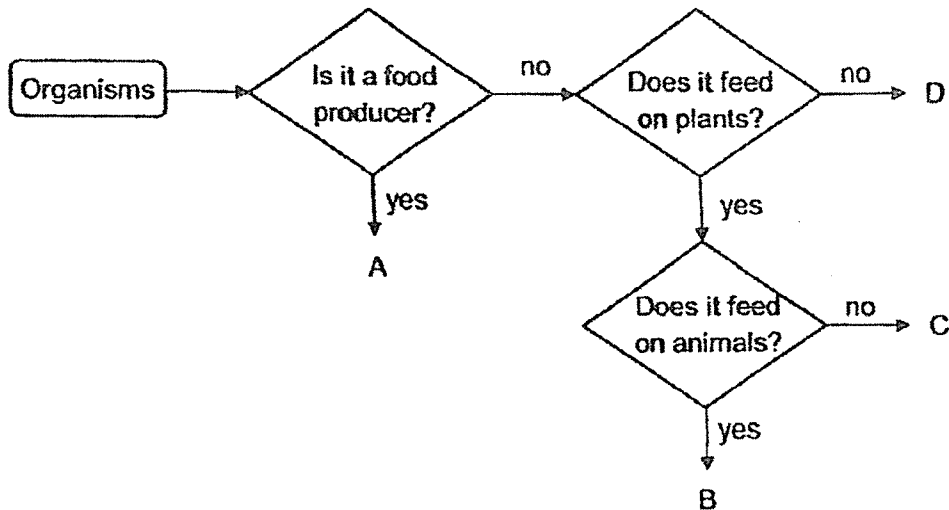 Organisms
Is it a food
producer?
no
Does it feed
on plants?
no
D
yes
A
yes
Does it feed
on animals?
no
C
yes
B